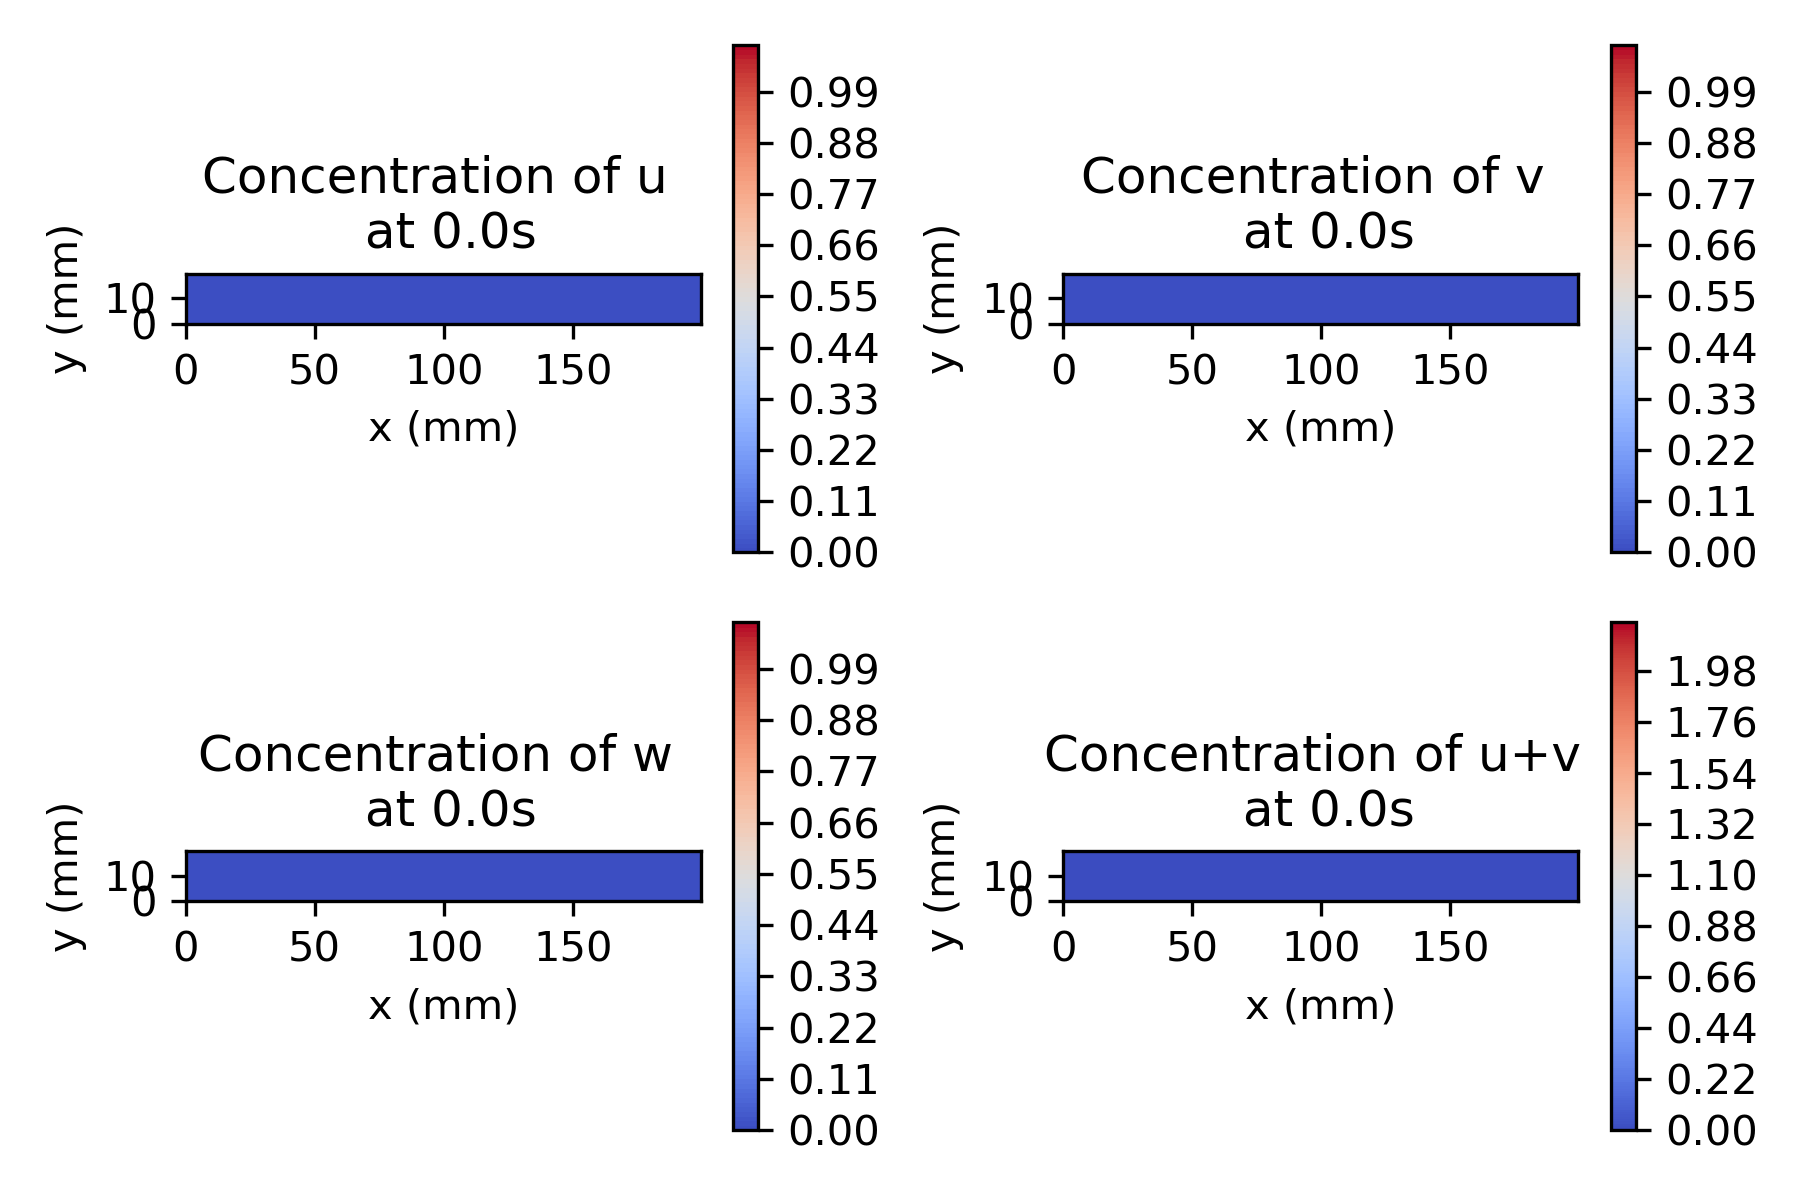 Concentration of u
at 0.0s
y (mm)
10
0
0 50 100 150
x (mm)
0.99
0.88
0.77
0.66
0.55
0.44
0.33
0.22
0.11
0.00
Concentration of v
at 0.0s
y (mm)
10
0
0 50 100 150
x (mm)
0.99
0.88
0.77
0.66
0.55
0.44
0.33
0.22
0.11
0.00
Concentration of w
at 0.0s
y (mm)
10
0
0 50 100 150
x (mm)
0.99
0.88
0.77
0.66
0.55
0.44
0.33
0.22
0.11
0.00
Concentration of u+v
at 0.0s
y (mm)
10
0
0 50 100 150
x (mm)
1.98
1.76
1.54
1.32
1.10
0.88
0.66
0.44
0.22
0.00